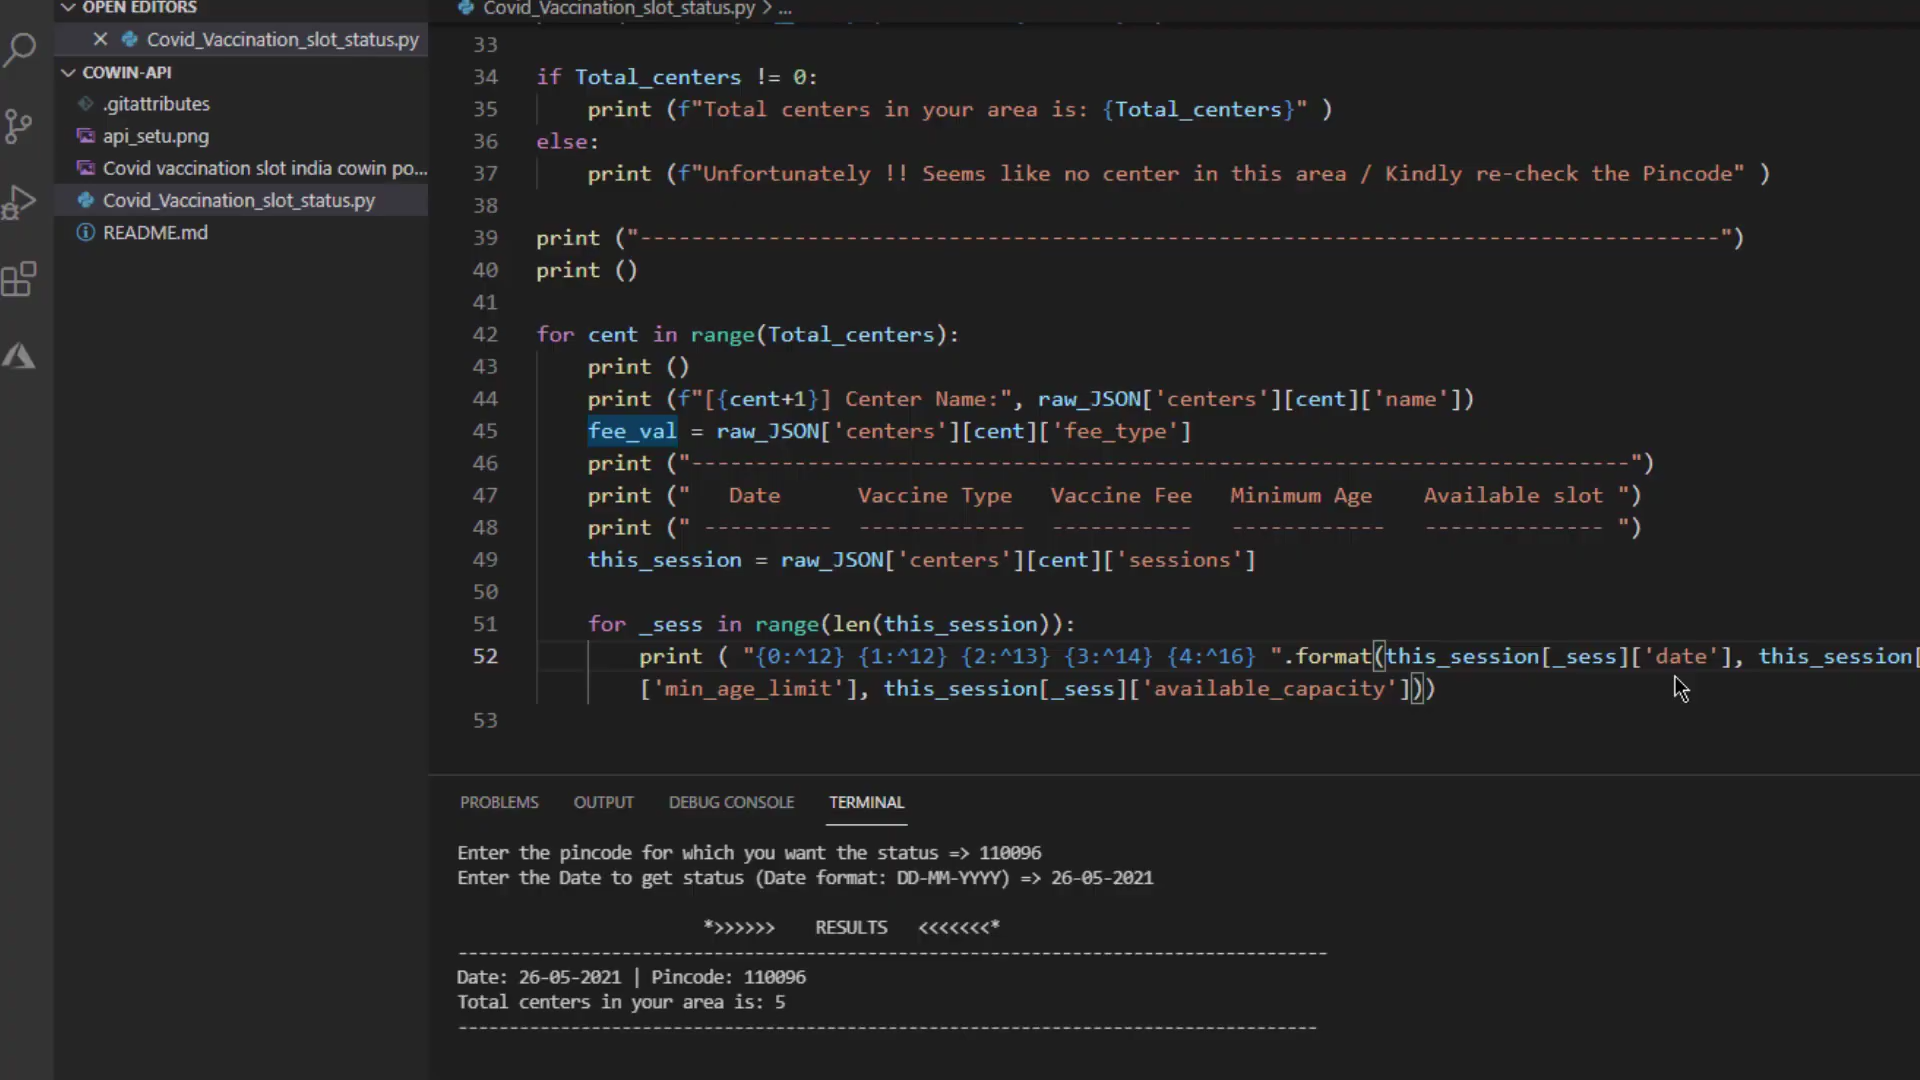 OPEN EDITORS
Covid_Vaccination_slot_status.py
COWIN-API
.gitattributes
api_setu.png
Covid vaccination slot india cowin po...
Covid_Vaccination_slot_status.py
README.md
Covid_Vaccination_slot_status.py > ...
33
34 if Total_centers != 0:
35     print (f"Total centers in your area is: {Total_centers}" )
36 else:
37     print (f"Unfortunately !! Seems like no center in this area / Kindly re-check the Pincode" )
38
39 print ("------------------------------------------------------------------------------------")
40 print ()
41
42 for cent in range(Total_centers):
43     print ()
44     print (f"[{cent+1}] Center Name:", raw_JSON['centers'][cent]['name'])
45     fee_val = raw_JSON['centers'][cent]['fee_type']
46     print ("-------------------------------------------------------------------------")
47     print ("   Date      Vaccine Type   Vaccine Fee   Minimum Age    Available slot ")
48     print (" ----------  -------------  -----------   ------------   -------------- ")
49     this_session = raw_JSON['centers'][cent]['sessions']
50
51     for _sess in range(len(this_session)):
52         print ( "{0:^12} {1:^12} {2:^13} {3:^14} {4:^16} ".format(this_session[_sess]['date'], this_session[
['min_age_limit'], this_session[_sess]['available_capacity']))
53
PROBLEMS OUTPUT DEBUG CONSOLE TERMINAL
Enter the pincode for which you want the status => 110096
Enter the Date to get status (Date format: DD-MM-YYYY) => 26-05-2021
*>>>>>>    RESULTS   <<<<<<<*
-------------------------------------------------------------------------------------
Date: 26-05-2021 | Pincode: 110096
Total centers in your area is: 5
------------------------------------------------------------------------------------